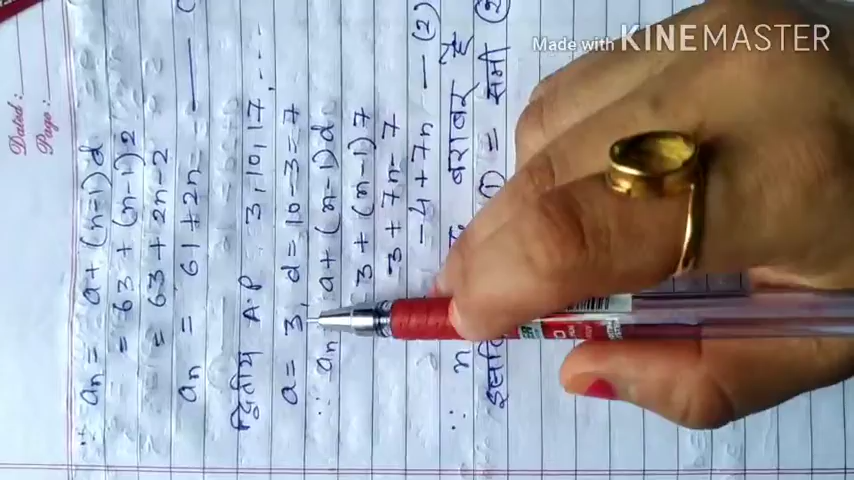 Made with KINEMASTER
Dated:
Page:
∴ an = a+(n-1)d
= 63+(n-1)2
= 63+2n-2
an = 61+2n
द्वितीय A.P 3,10,17,...
a = 3, d = 10-3 = 7
∴ an a+(n-1)d
3+(n-1)7
3+7n-7
-4+7n — (2)
∴ n बराबर है
(1) = समी (2)